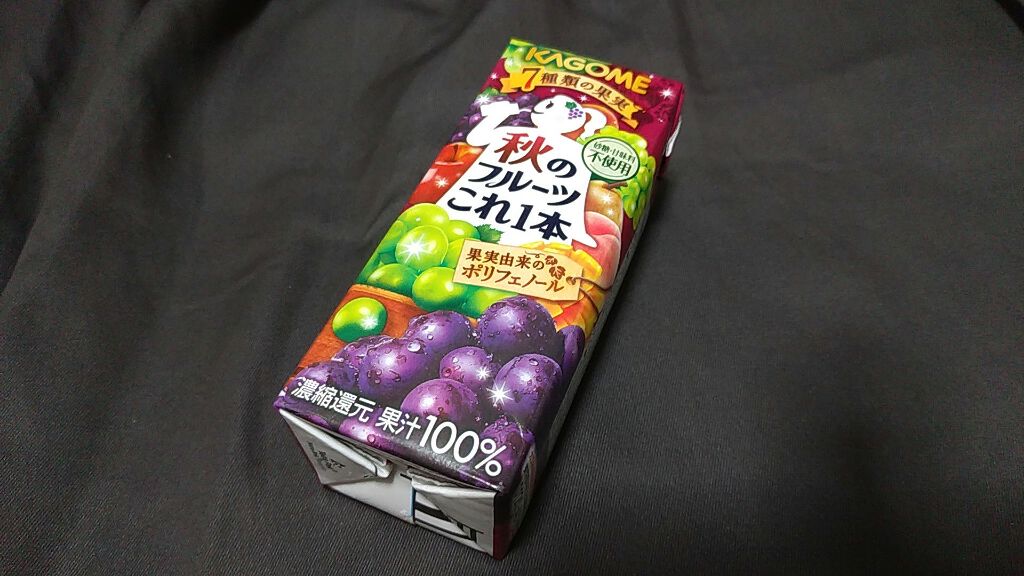 KAGOME
7種類の果実
砂糖・甘味料
不使用
秋の
フルーツ
これ1本
果実由来の
ポリフェノール
濃縮還元 果汁100%